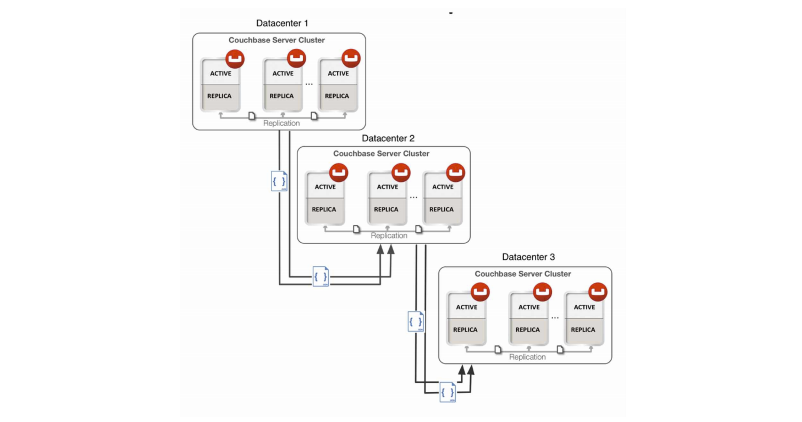 Datacenter 1
Couchbase Server Cluster
ACTIVE ACTIVE ACTIVE
...
REPLICA REPLICA REPLICA
Replication
Datacenter 2
Couchbase Server Cluster
{ }
ACTIVE ACTIVE ACTIVE
...
REPLICA REPLICA REPLICA
Replication
Datacenter 3
{ }
Couchbase Server Cluster
ACTIVE ACTIVE ACTIVE
{ }
...
REPLICA REPLICA REPLICA
Replication
{ }